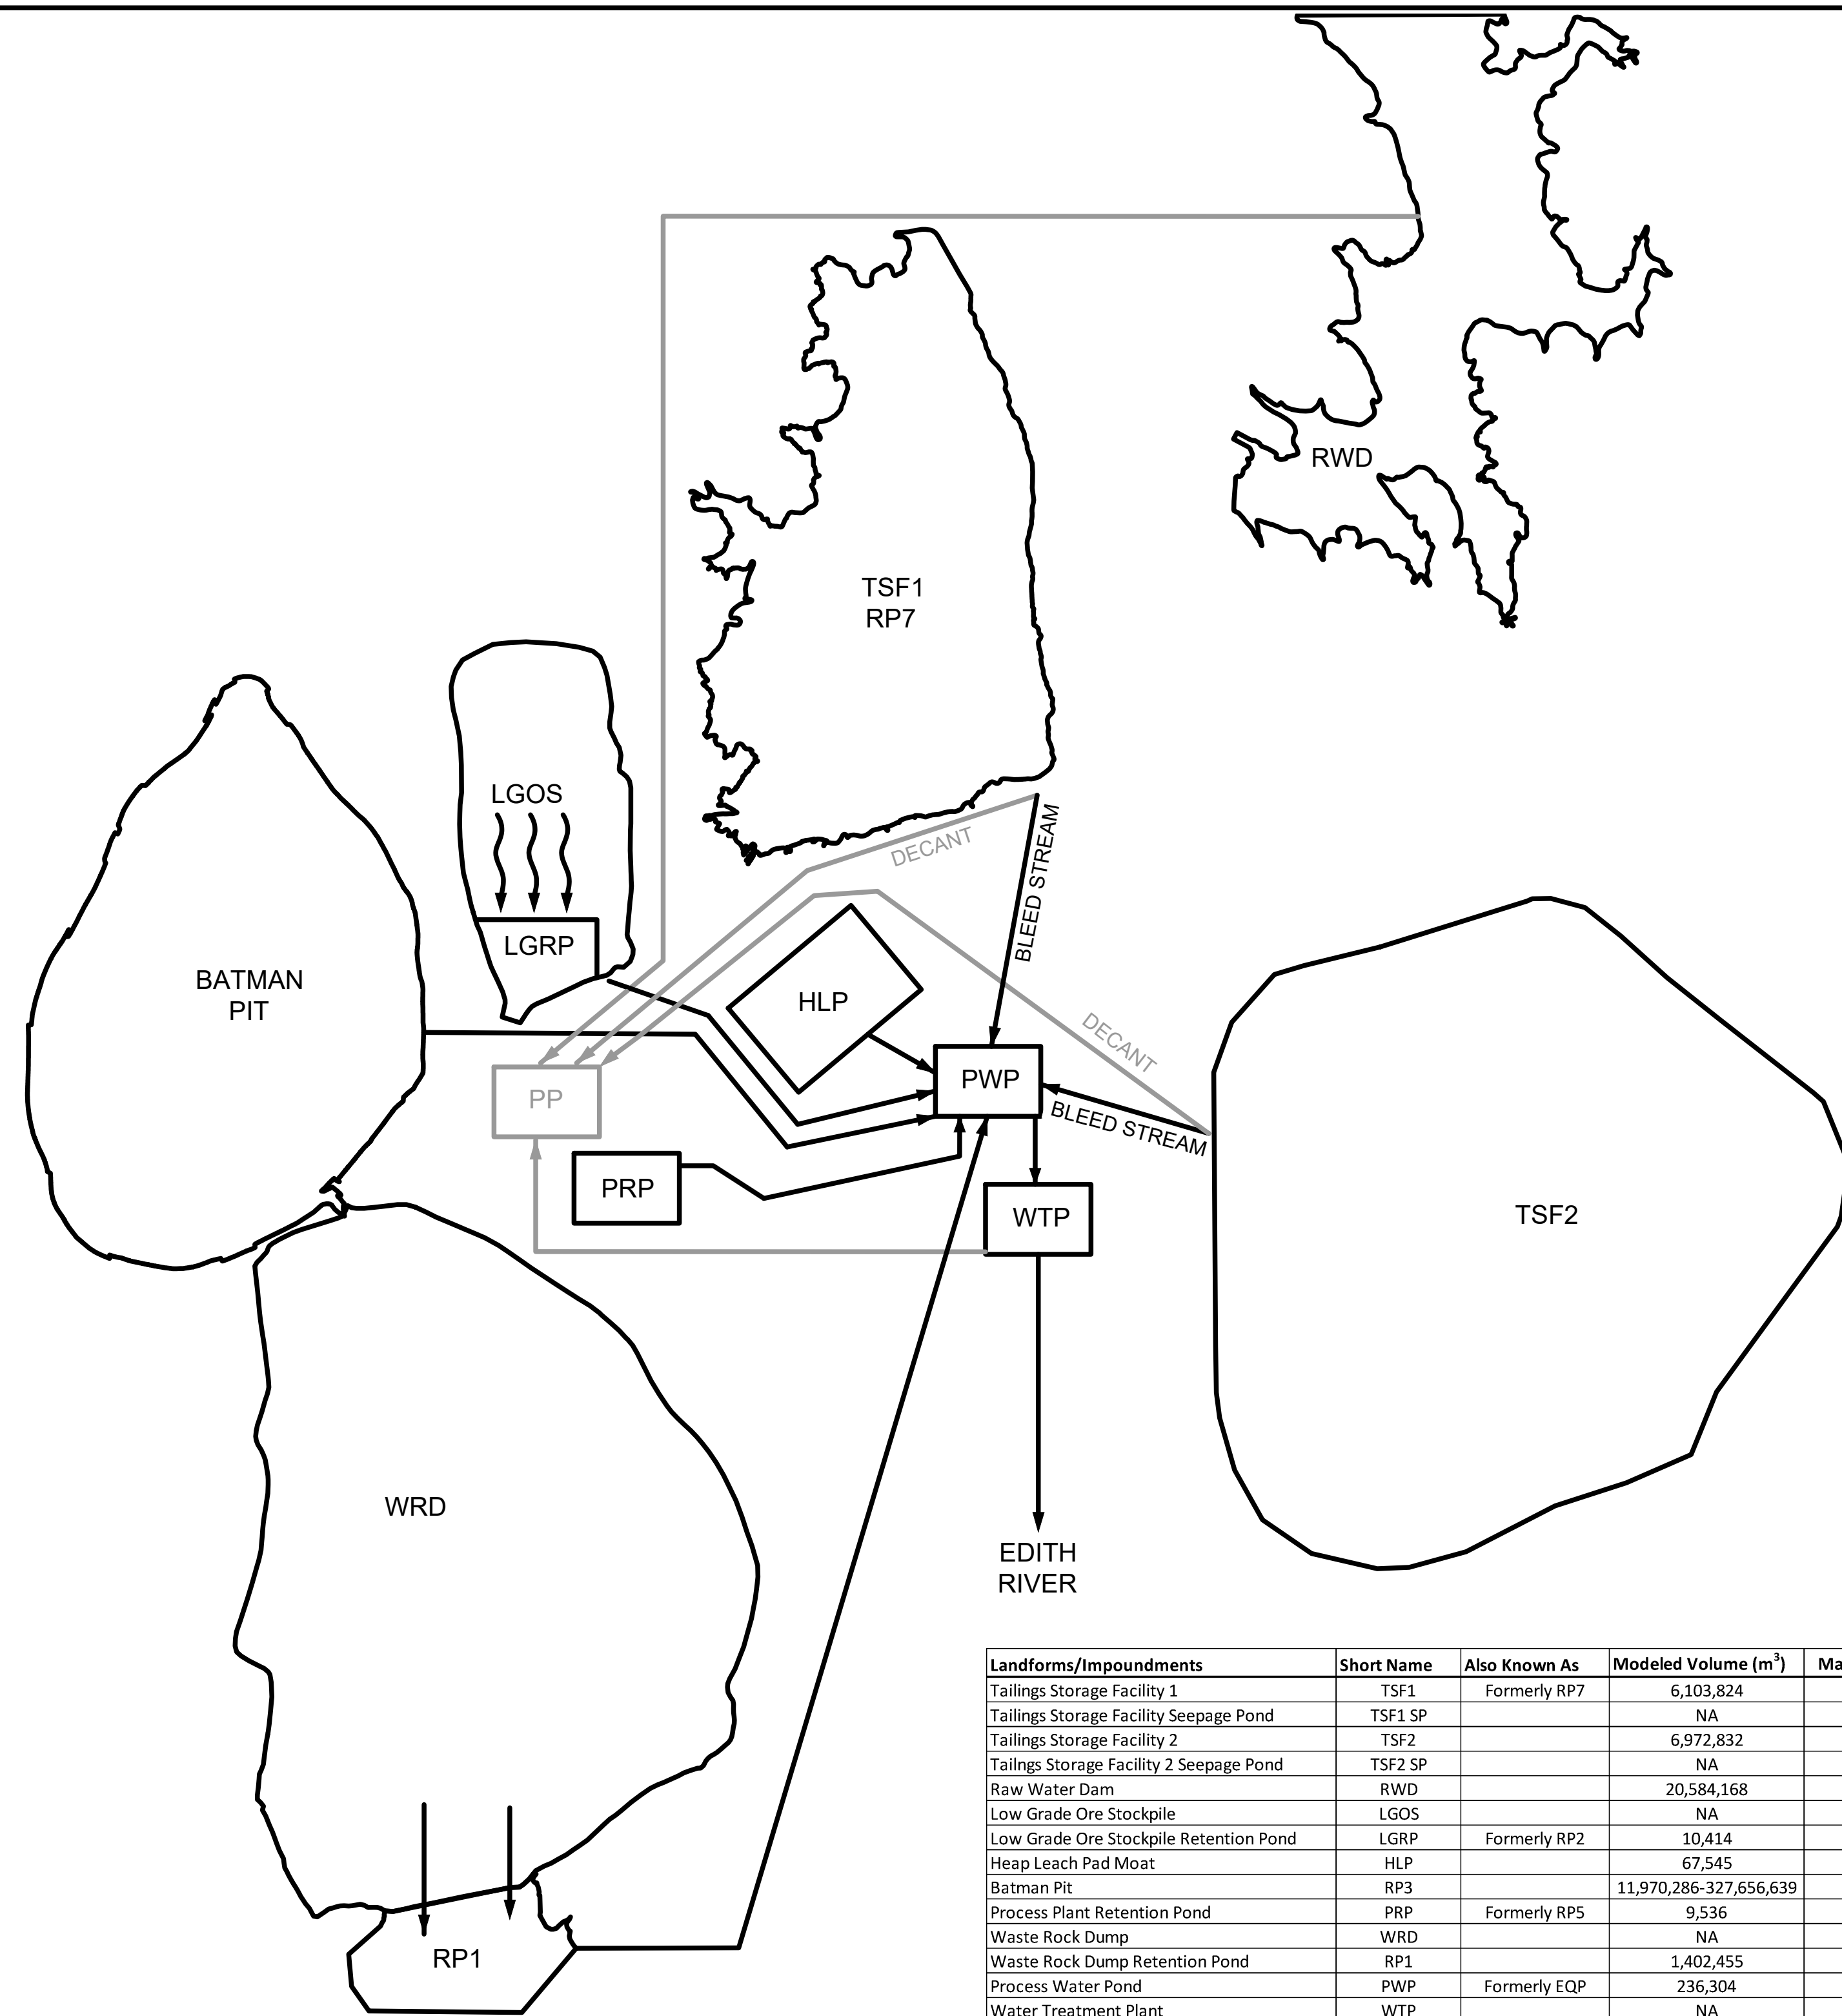 RWD
TSF1
RP7
LGOS
DECANT
BLEED STREAM
LGRP
BATMAN
PIT
HLP
DECANT
PWP
PP
BLEED STREAM
PRP
WTP
TSF2
WRD
EDITH
RIVER
RP1
Landforms/Impoundments Short Name Also Known As Modeled Volume (m³) Ma
Tailings Storage Facility 1 TSF1 Formerly RP7 6,103,824
Tailings Storage Facility Seepage Pond TSF1 SP NA
Tailings Storage Facility 2 TSF2 6,972,832
Tailngs Storage Facility 2 Seepage Pond TSF2 SP NA
Raw Water Dam RWD 20,584,168
Low Grade Ore Stockpile LGOS NA
Low Grade Ore Stockpile Retention Pond LGRP Formerly RP2 10,414
Heap Leach Pad Moat HLP 67,545
Batman Pit RP3 11,970,286-327,656,639
Process Plant Retention Pond PRP Formerly RP5 9,536
Waste Rock Dump WRD NA
Waste Rock Dump Retention Pond RP1 1,402,455
Process Water Pond PWP Formerly EQP 236,304
Water Treatment Plant WTP NA